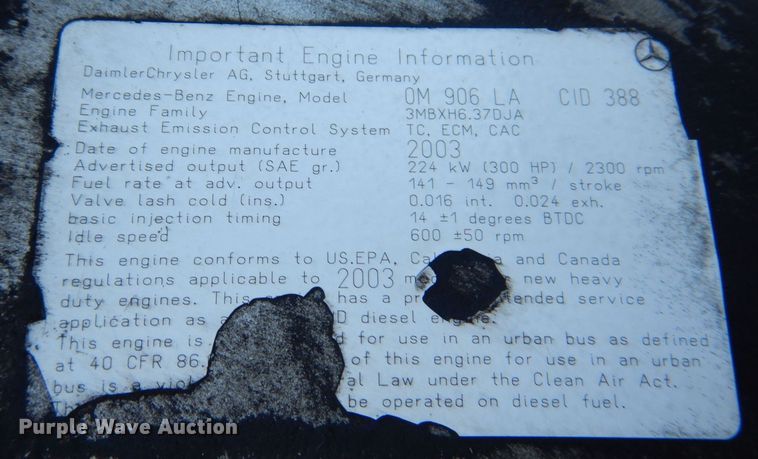 Important Engine Information
DaimlerChrysler AG, Stuttgart, Germany
Mercedes-Benz Engine, Model OM 906 LA CID 388
Engine Family 3MBXH6.37DJA
Exhaust Emission Control System TC, ECM, CAC
Date of engine manufacture 2003
Advertised output (SAE gr.) 224 kW (300 HP) / 2300 rpm
Fuel rate at adv. output 141 - 149 mm³ / stroke
Valve lash cold (ins.) 0.016 int. 0.024 exh.
basic injection timing 14 ±1 degrees BTDC
Idle speed 600 ±50 rpm
This engine conforms to US.EPA, and Canada
regulations applicable to 2003 new heavy
duty engines. This has a service
application as a diesel
This engine is for use in an urban bus as defined
at 40 CFR 86. of this engine for use in an urban
bus is a Law under the Clean Air Act.
be operated on diesel fuel.
Purple Wave Auction